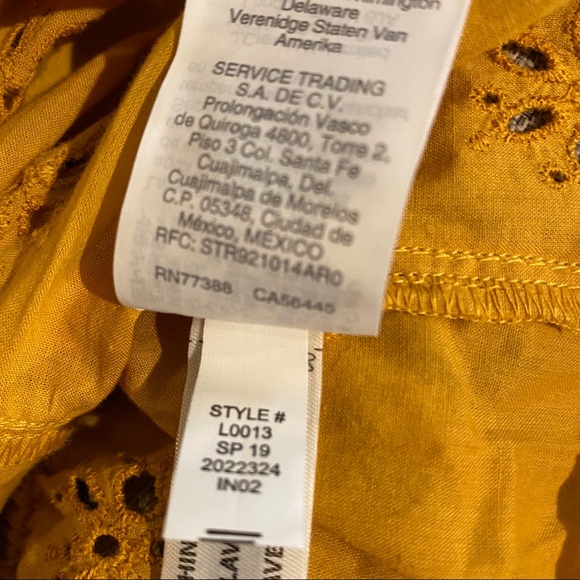 Delaware
Verenidge Staten Van
Amerika
SERVICE TRADING
S.A. DE C.V.
Prolongación Vasco
de Quiroga 4800, Torre 2,
Piso 3 Col. Santa Fe
Cuajimalpa, Del.
Cuajimalpa de Morelos
C.P. 05348, Ciudad de
México, MÉXICO
RFC: STR921014AR0
RN77388 CA56445
STYLE #
L0013
SP 19
2022324
IN02